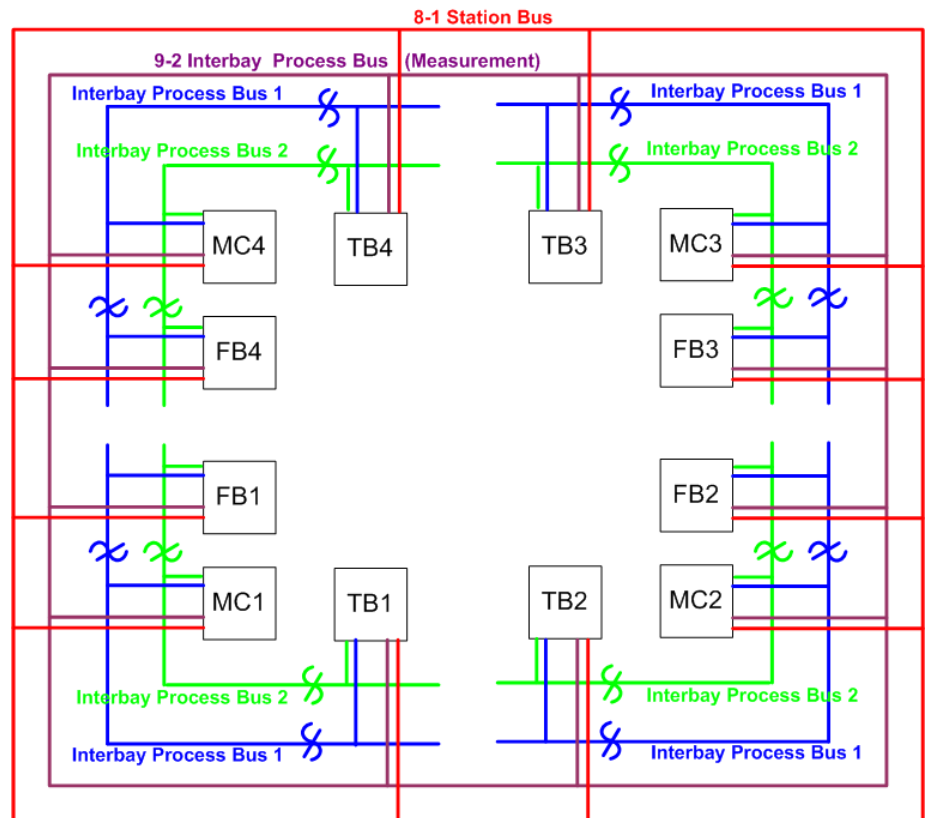 8-1 Station Bus
9-2 Interbay Process Bus (Measurement)
Interbay Process Bus 1
Interbay Process Bus 1
Interbay Process Bus 2
Interbay Process Bus 2
MC4
TB4
TB3
MC3
FB4
FB3
FB1
FB2
MC1
TB1
TB2
MC2
Interbay Process Bus 2
Interbay Process Bus 2
Interbay Process Bus 1
Interbay Process Bus 1